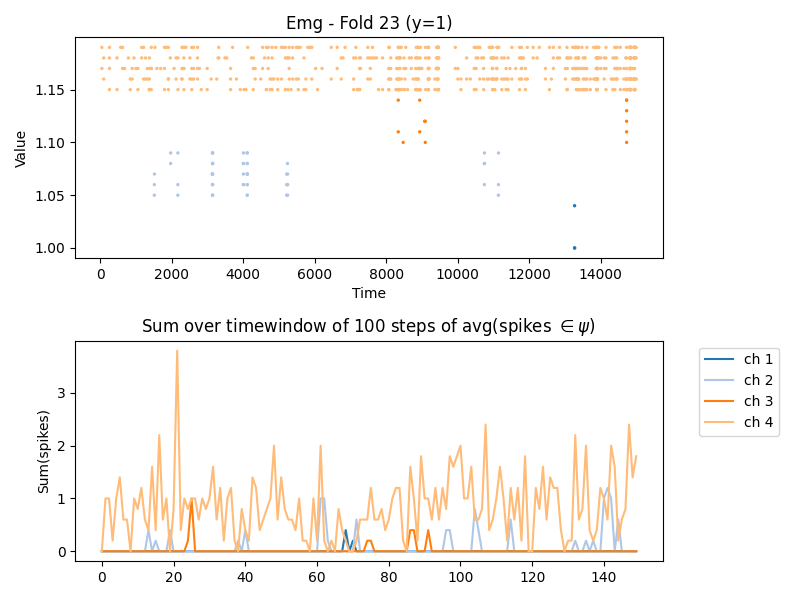 Emg - Fold 23 (y=1)
Value
1.15
1.10
1.05
1.00
0 2000 4000 6000 8000 10000 12000 14000
Time
Sum over timewindow of 100 steps of avg(spikes ∈ ψ)
Sum(spikes)
3
2
1
0
0 20 40 60 80 100 120 140
ch 1
ch 2
ch 3
ch 4